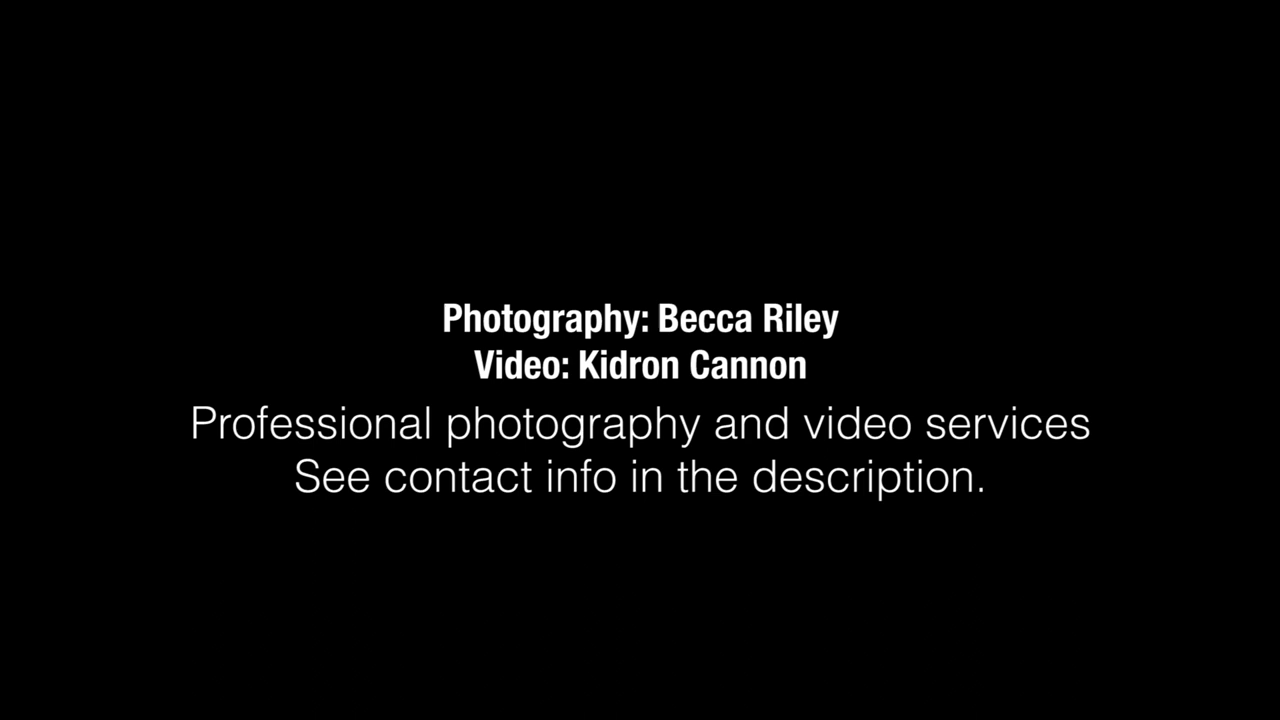 Photography: Becca Riley
Video: Kidron Cannon
Professional photography and video services
See contact info in the description.